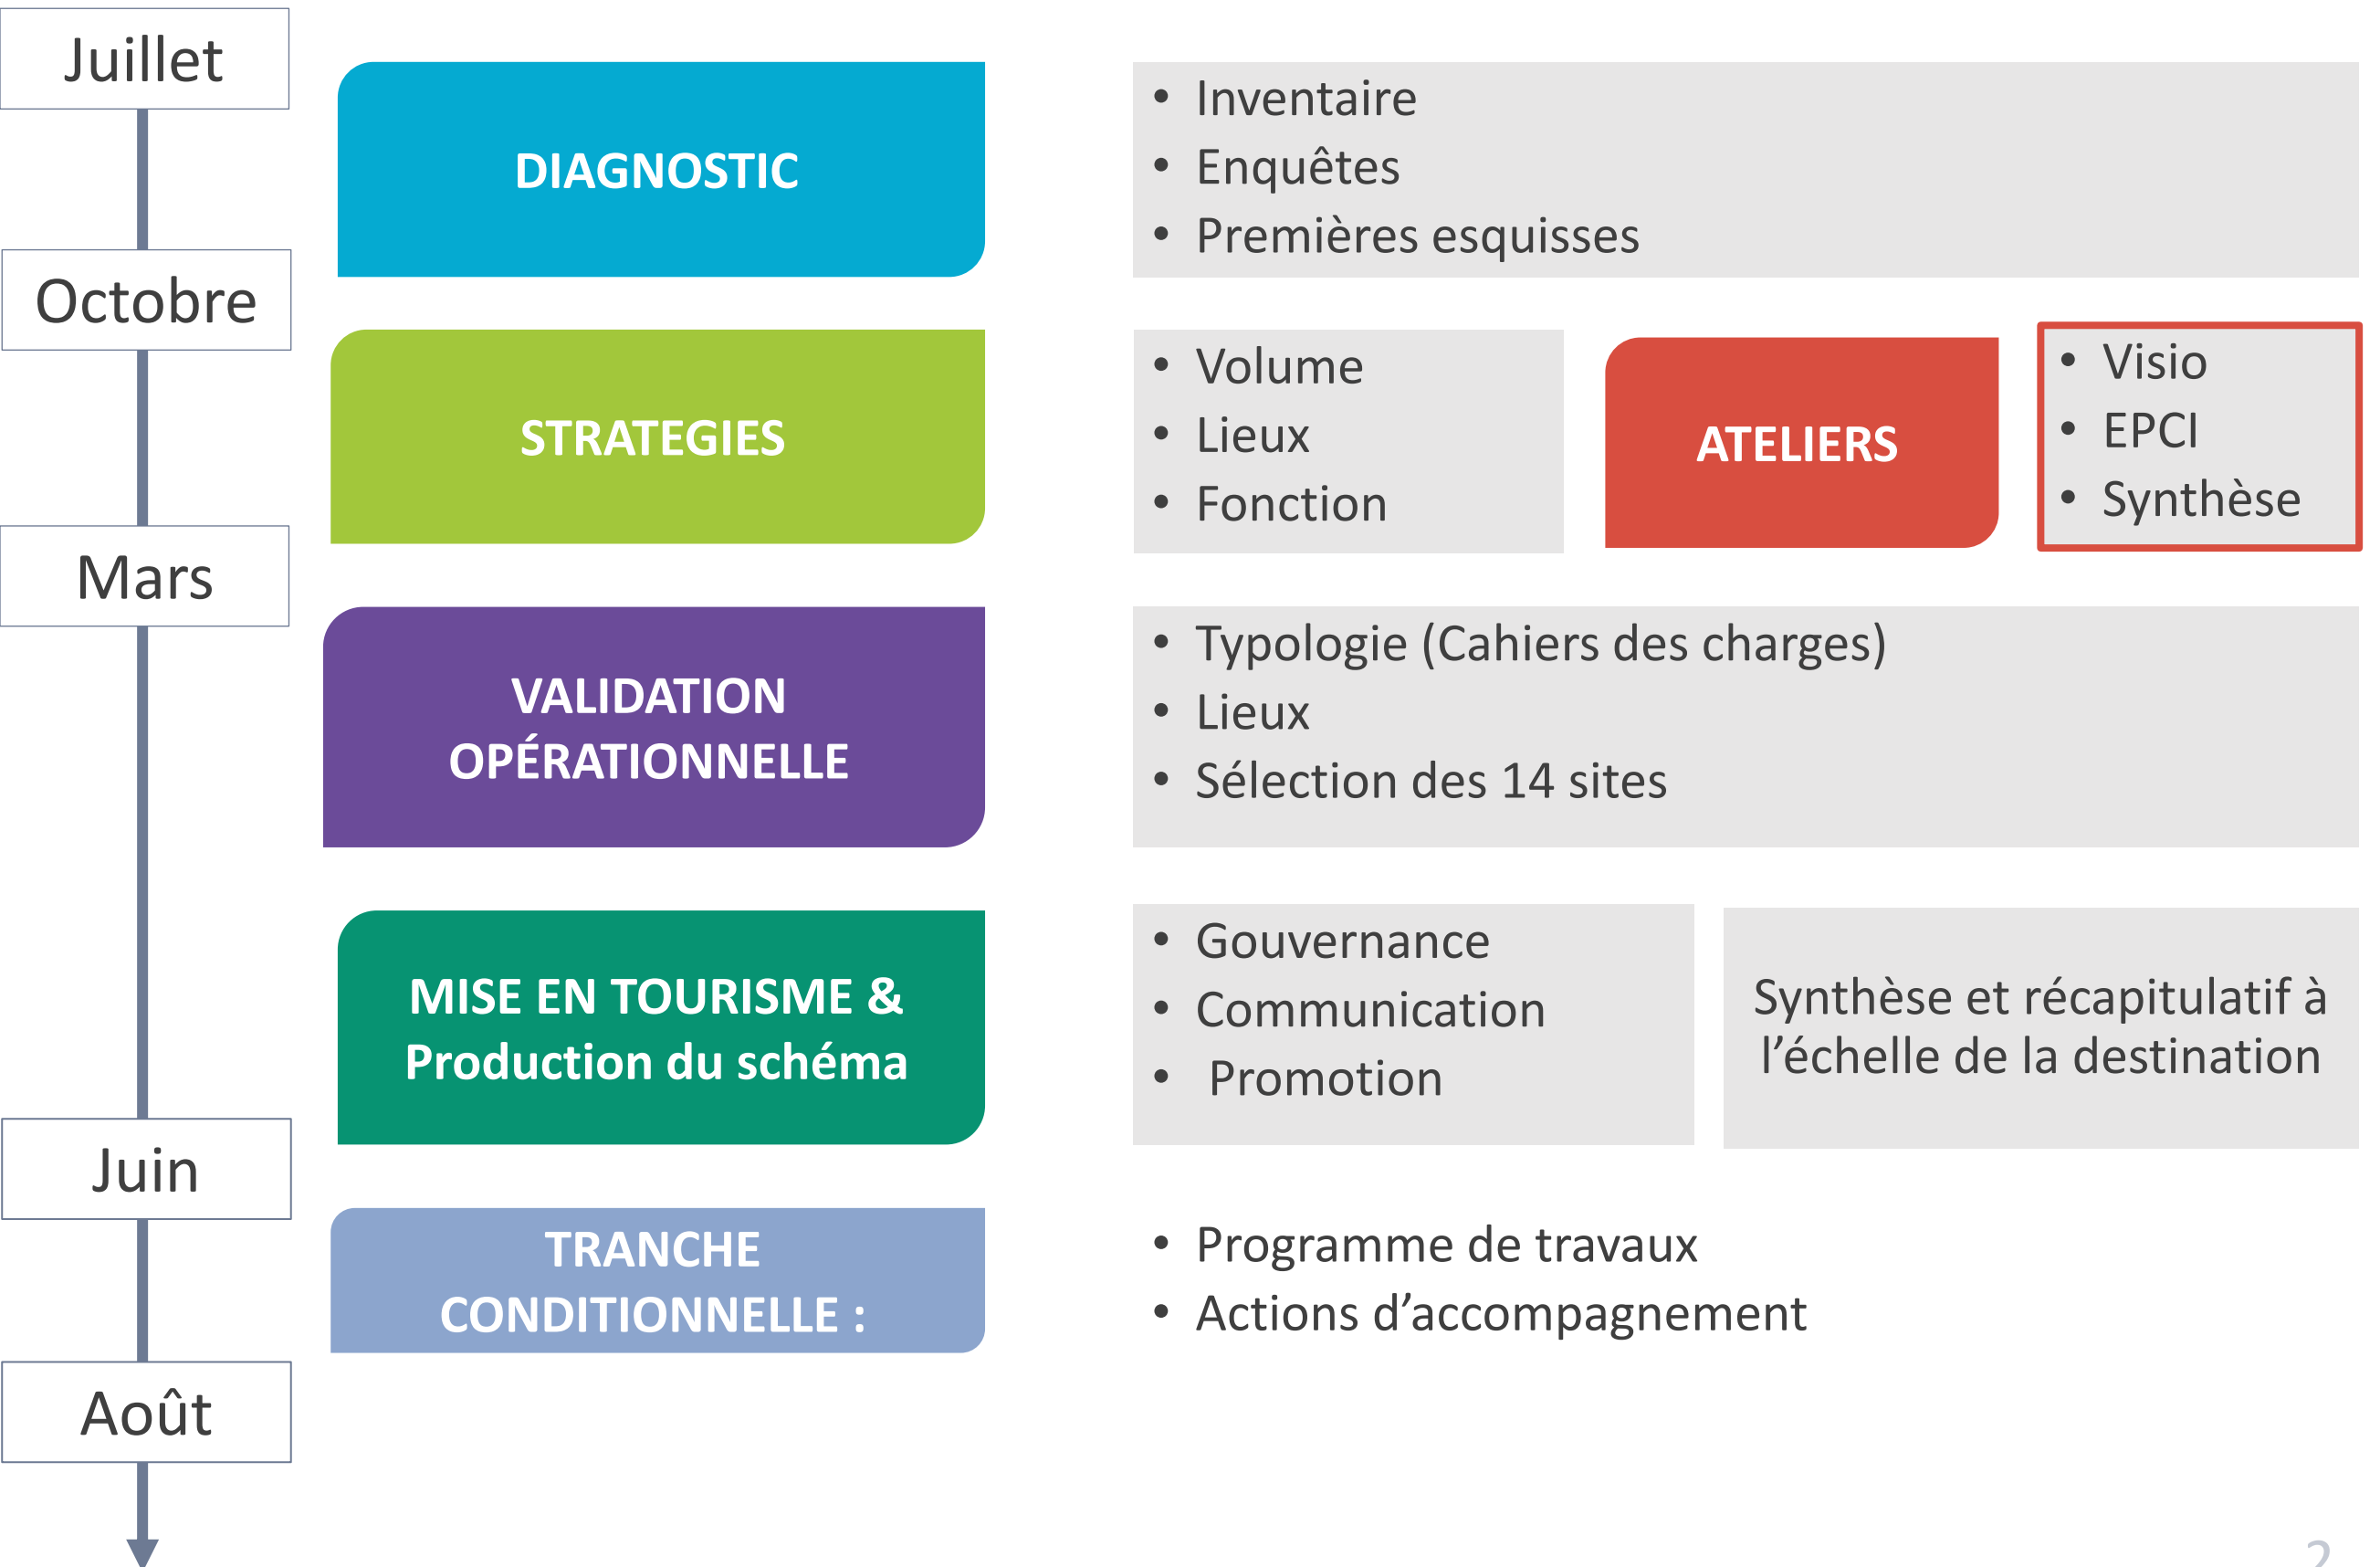 Juillet
DIAGNOSTIC
• Inventaire
• Enquêtes
• Premières esquisses
Octobre
STRATEGIES
• Volume
• Lieux
• Fonction
ATELIERS
• Visio
• EPCI
• Synthèse
Mars
VALIDATION
OPÉRATIONNELLE
• Typologie (Cahiers des charges)
• Lieux
• Sélection des 14 sites
MISE EN TOURISME &
Production du schéma
• Gouvernance
• Communication
• Promotion
Synthèse et récapitulatif à
l’échelle de la destination
Juin
TRANCHE
CONDITIONNELLE :
• Programme de travaux
• Actions d’accompagnement
Août
2